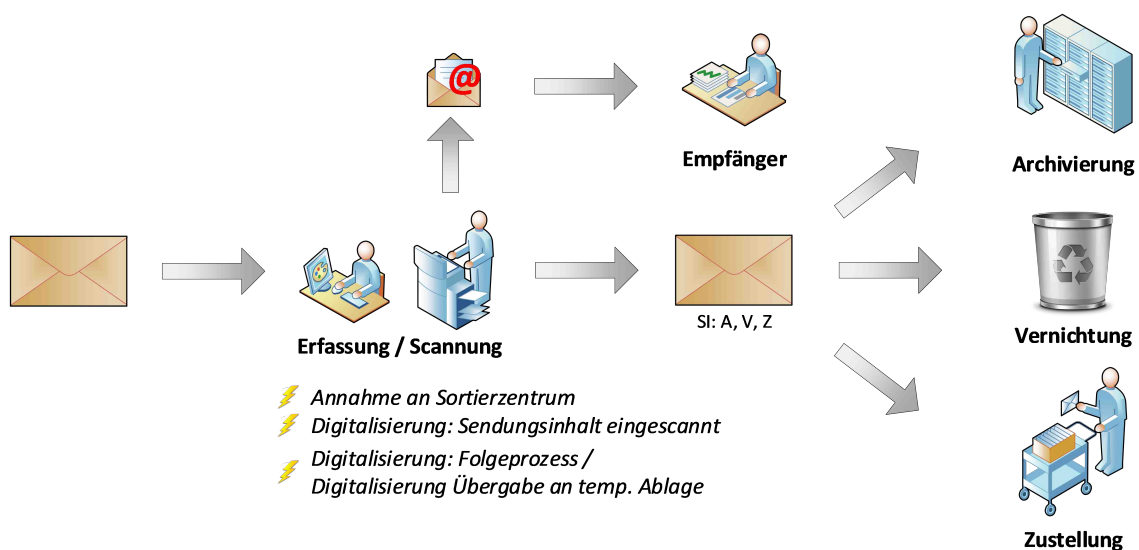 @
Empfänger
Archivierung
SI: A, V, Z
Erfassung / Scannung
Vernichtung
Annahme an Sortierzentrum
Digitalisierung: Sendungsinhalt eingescannt
Digitalisierung: Folgeprozess /
Digitalisierung Übergabe an temp. Ablage
Zustellung